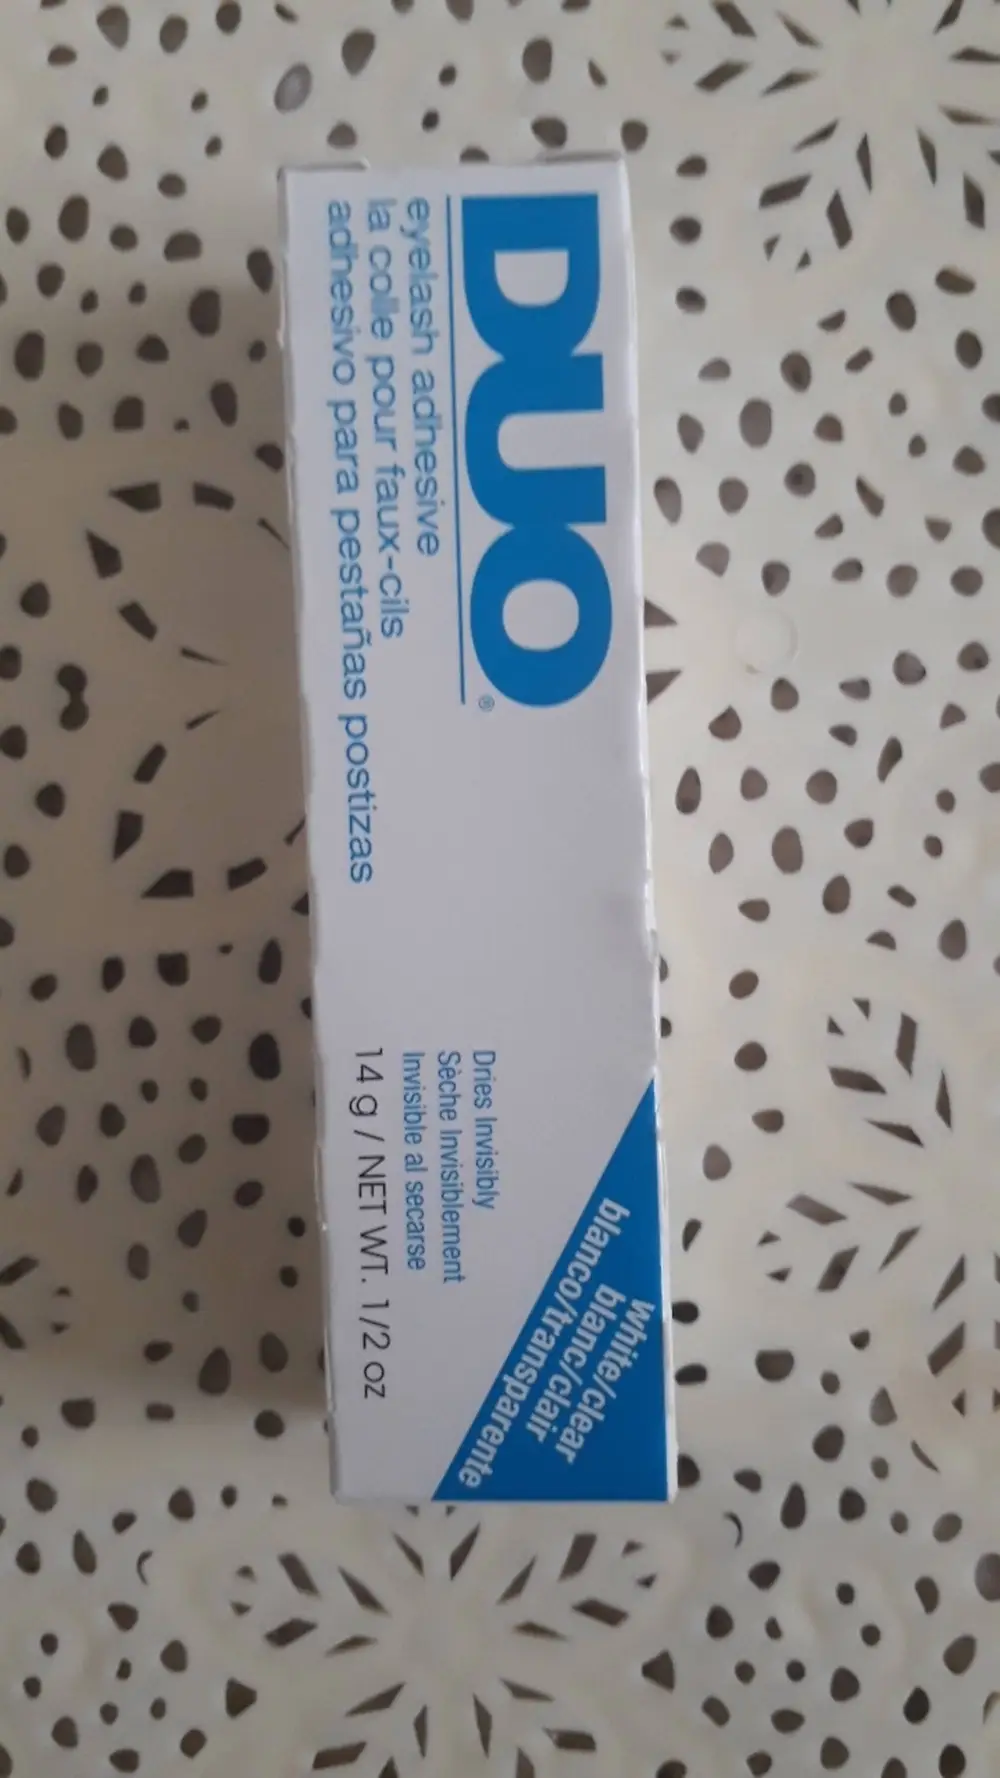 DUO®
eyelash adhesive
la colle pour faux-cils
adhesivo para pestañas postizas
Dries Invisibly
Sèche Invisiblement
Invisible al secarse
14 g / NET WT. 1/2 oz
white/clear
blanc/clair
blanco/transparente